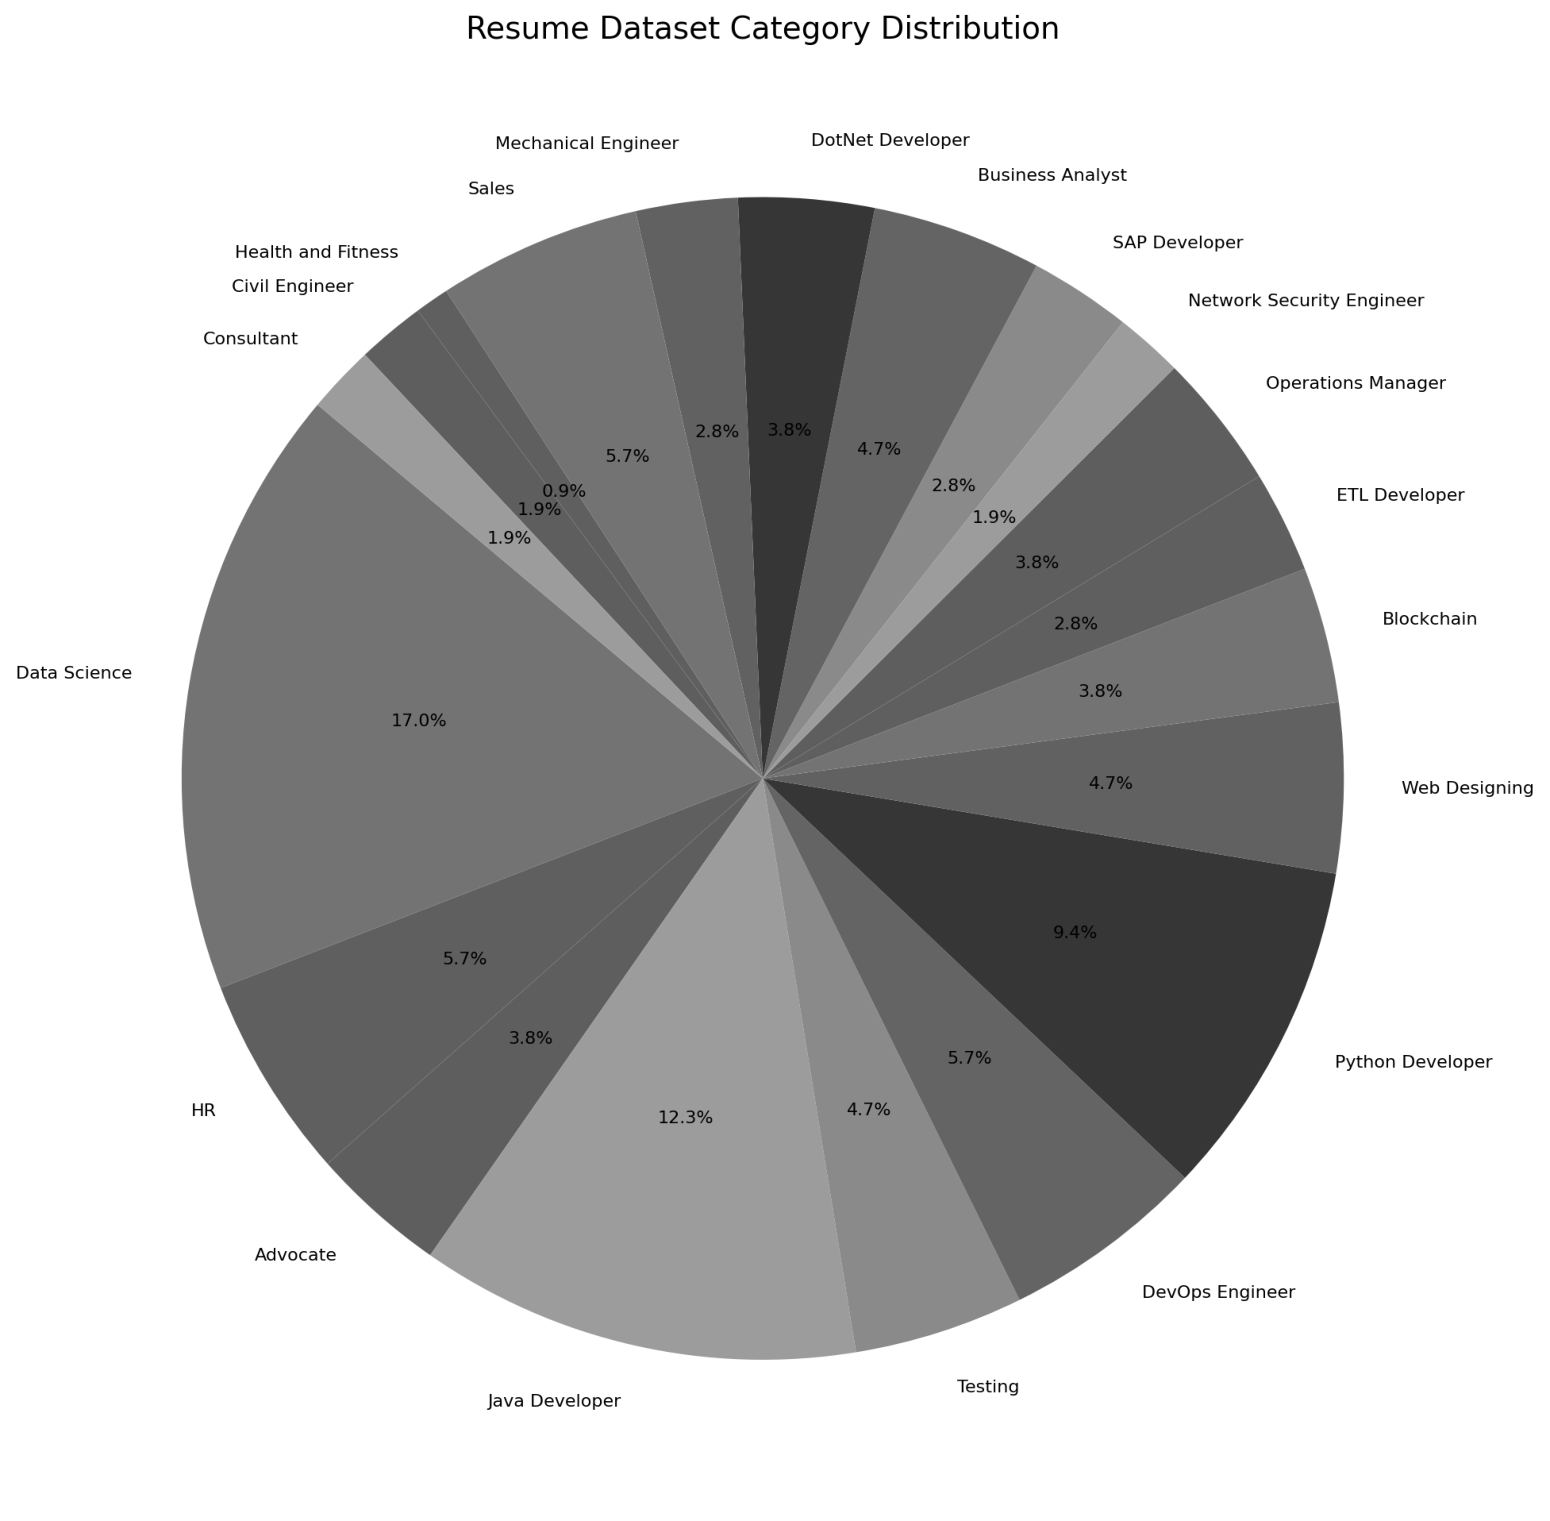 Resume Dataset Category Distribution
Mechanical Engineer
DotNet Developer
Business Analyst
Sales
SAP Developer
Health and Fitness
Civil Engineer
Network Security Engineer
Consultant
Operations Manager
2.8%
3.8%
4.7%
5.7%
2.8%
0.9%
ETL Developer
1.9%
1.9%
1.9%
3.8%
Blockchain
2.8%
Data Science
3.8%
17.0%
4.7%
Web Designing
9.4%
5.7%
3.8%
5.7%
Python Developer
HR
4.7%
12.3%
Advocate
DevOps Engineer
Testing
Java Developer